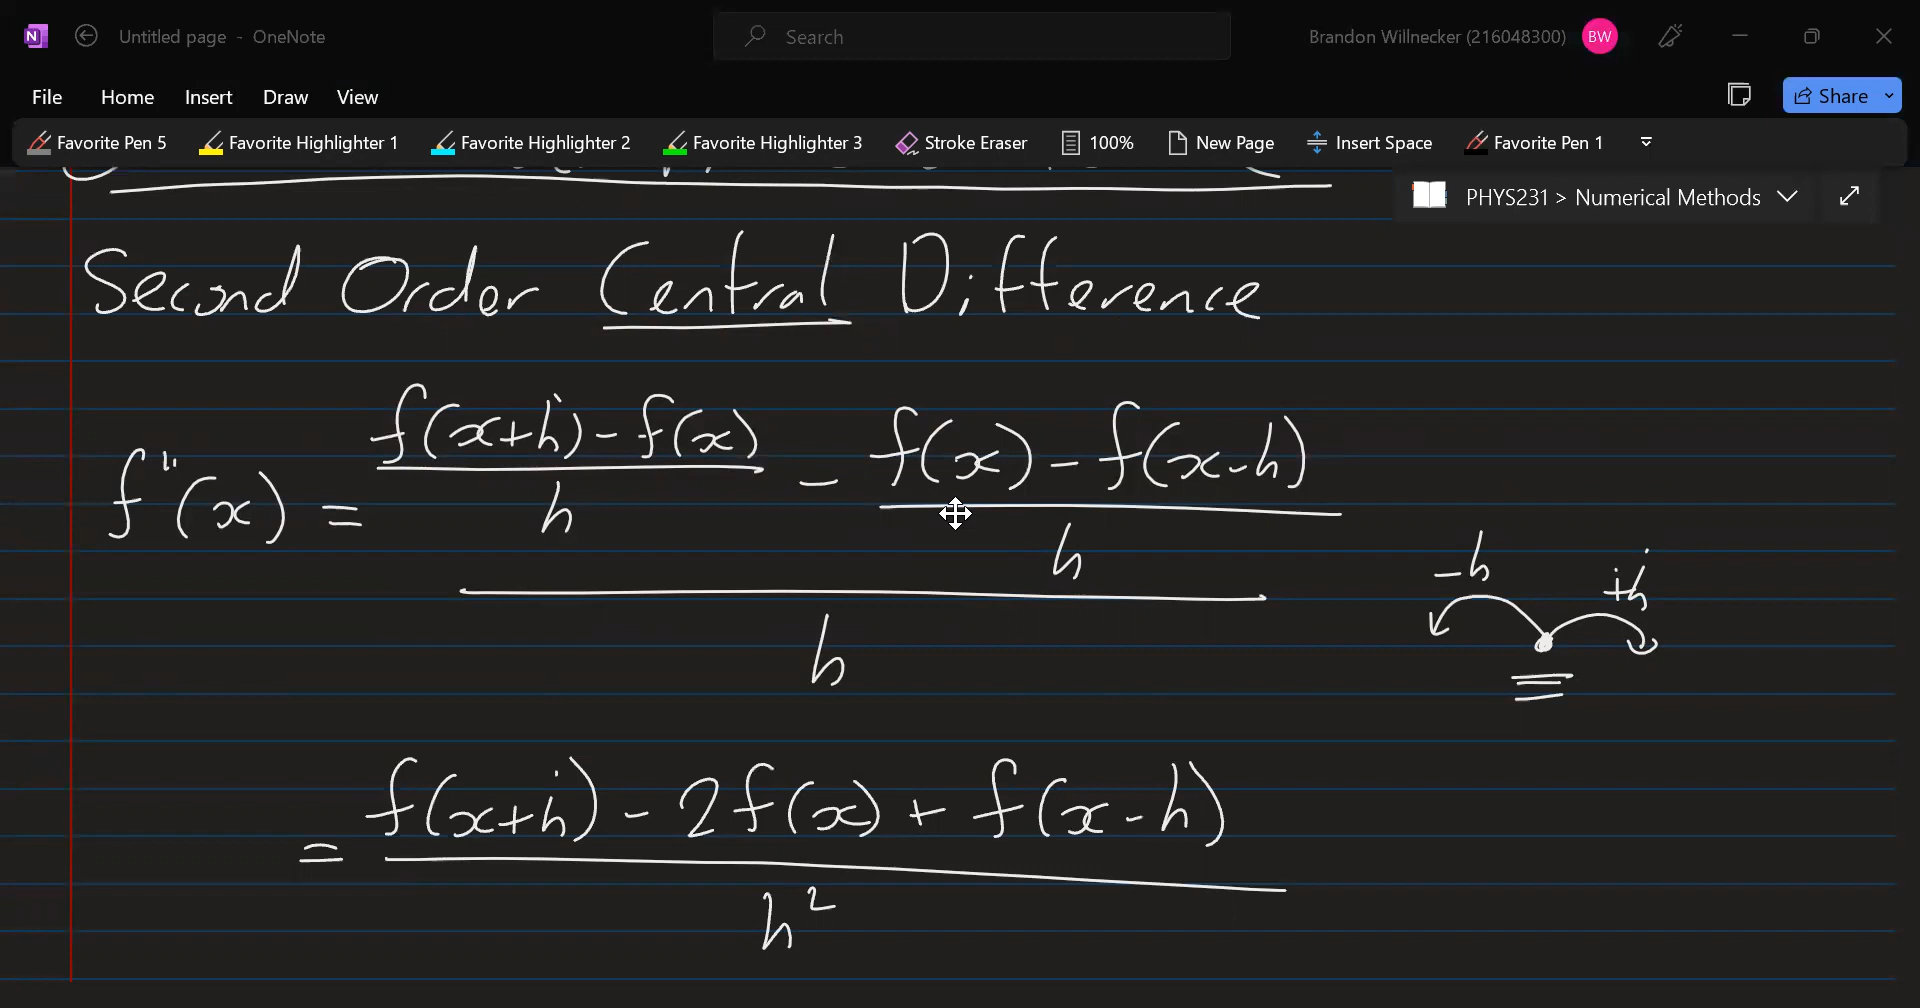 Untitled page - OneNote
Search
Brandon Willnecker (216048300) BW
File Home Insert Draw View
Share
Favorite Pen 5 Favorite Highlighter 1 Favorite Highlighter 2 Favorite Highlighter 3 Stroke Eraser 100% New Page Insert Space Favorite Pen 1
PHYS231 > Numerical Methods
Second Order Central Difference
f(x+h) - f(x) - f(x) - f(x-h)
f''(x) =
h h
h
-h +h
= f(x+h) - 2f(x) + f(x-h)
h²